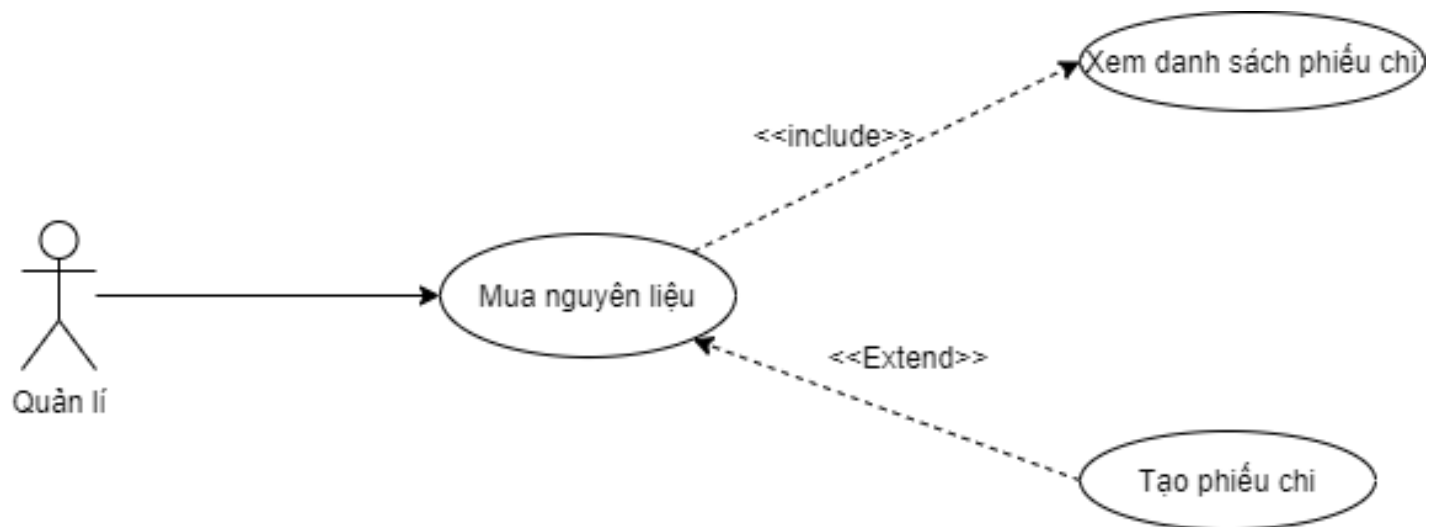 Xem danh sách phiếu chi
<<include>>
Mua nguyên liệu
<<Extend>>
Quản lí
Tạo phiếu chi